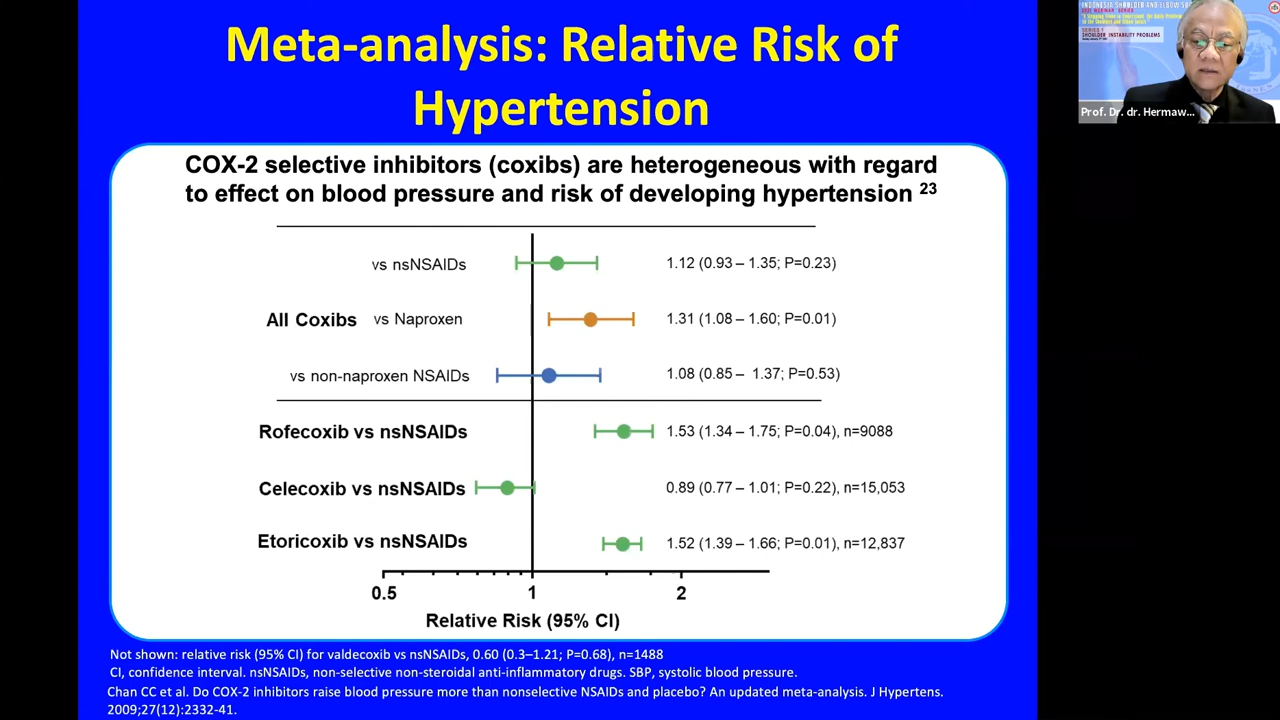 Meta-analysis: Relative Risk of
Hypertension
COX-2 selective inhibitors (coxibs) are heterogeneous with regard
to effect on blood pressure and risk of developing hypertension 23
vs nsNSAIDs 1.12 (0.93 – 1.35; P=0.23)
All Coxibs vs Naproxen 1.31 (1.08 – 1.60; P=0.01)
vs non-naproxen NSAIDs 1.08 (0.85 – 1.37; P=0.53)
Rofecoxib vs nsNSAIDs 1.53 (1.34 – 1.75; P=0.04), n=9088
Celecoxib vs nsNSAIDs 0.89 (0.77 – 1.01; P=0.22), n=15,053
Etoricoxib vs nsNSAIDs 1.52 (1.39 – 1.66; P=0.01), n=12,837
0.5 1 2
Relative Risk (95% CI)
Not shown: relative risk (95% CI) for valdecoxib vs nsNSAIDs, 0.60 (0.3–1.21; P=0.68), n=1488
CI, confidence interval. nsNSAIDs, non-selective non-steroidal anti-inflammatory drugs. SBP, systolic blood pressure.
Chan CC et al. Do COX-2 inhibitors raise blood pressure more than nonselective NSAIDs and placebo? An updated meta-analysis. J Hypertens.
2009;27(12):2332-41.
INDONESIA SHOULDER AND ELBOW
WEBINAR SERIES
SHOULDER INSTABILITY PROBLEMS
Prof. Dr. dr. Hermaw...